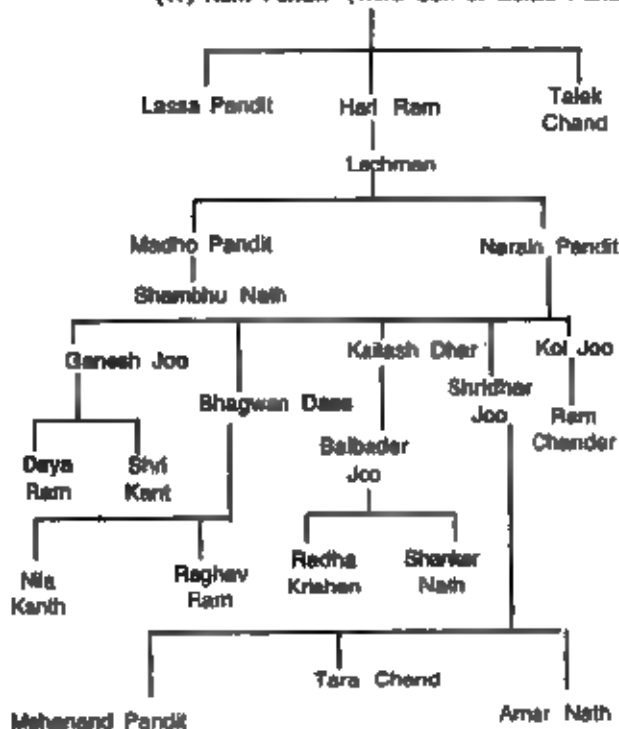 Lassa Pandit
Hari Ram
Talek
Chand
Lachman
Madho Pandit
Narain Pandit
Shambhu Nath
Ganesh Joo
Kailash Dhar
Koi Joo
Bhagwan Dass
Shridhar
Joo
Ram
Chander
Balbader
Joo
Daya
Ram
Shri
Kant
Nila
Kanth
Raghav
Ram
Radha
Krishen
Shanker
Nath
Tara Chand
Mahanand Pandit
Amar Nath